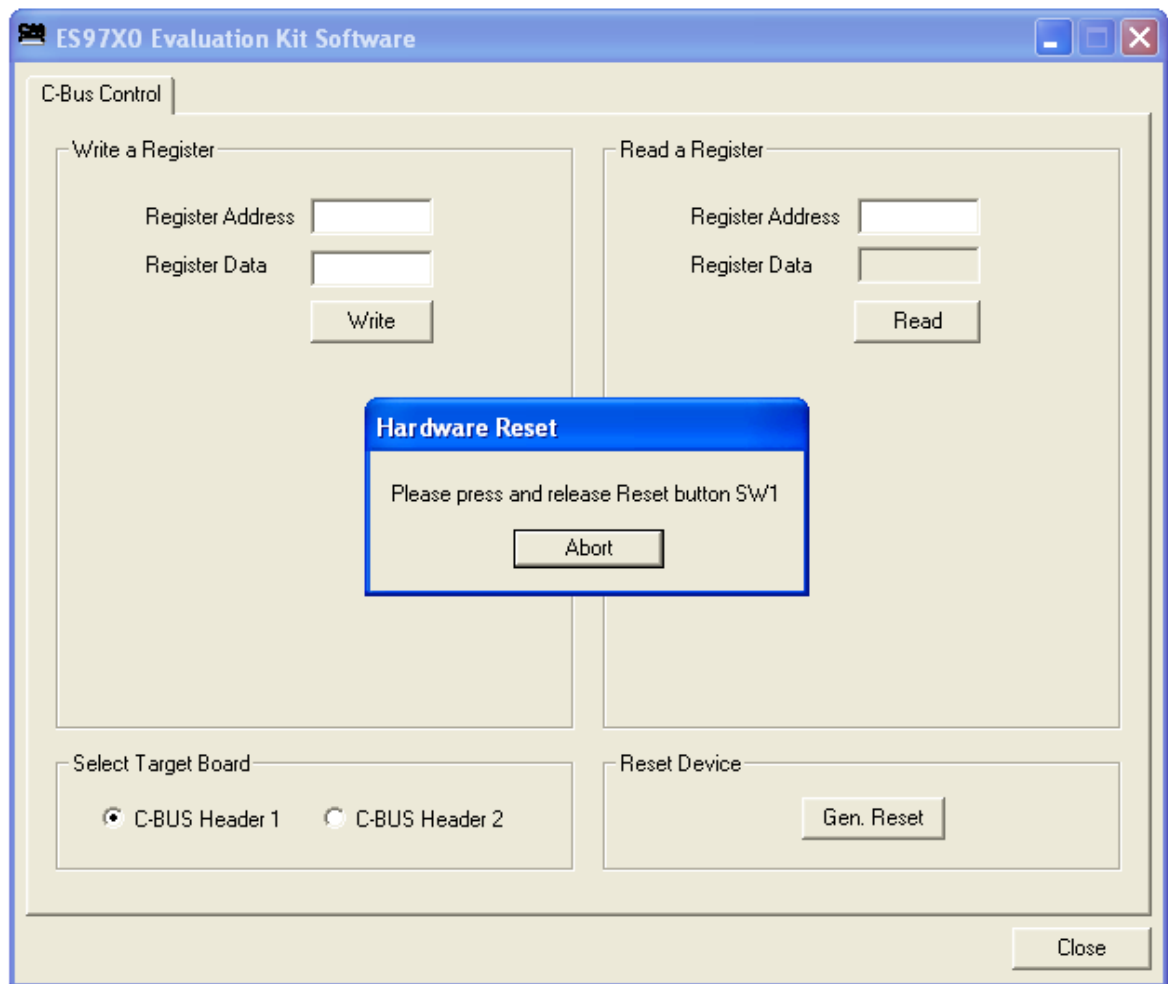 ES97X0 Evaluation Kit Software
C-Bus Control
Write a Register
Register Address
Register Data
Write
Read a Register
Register Address
Register Data
Read
Hardware Reset
Please press and release Reset button SW1
Abort
Select Target Board
C-BUS Header 1
C-BUS Header 2
Reset Device
Gen. Reset
Close